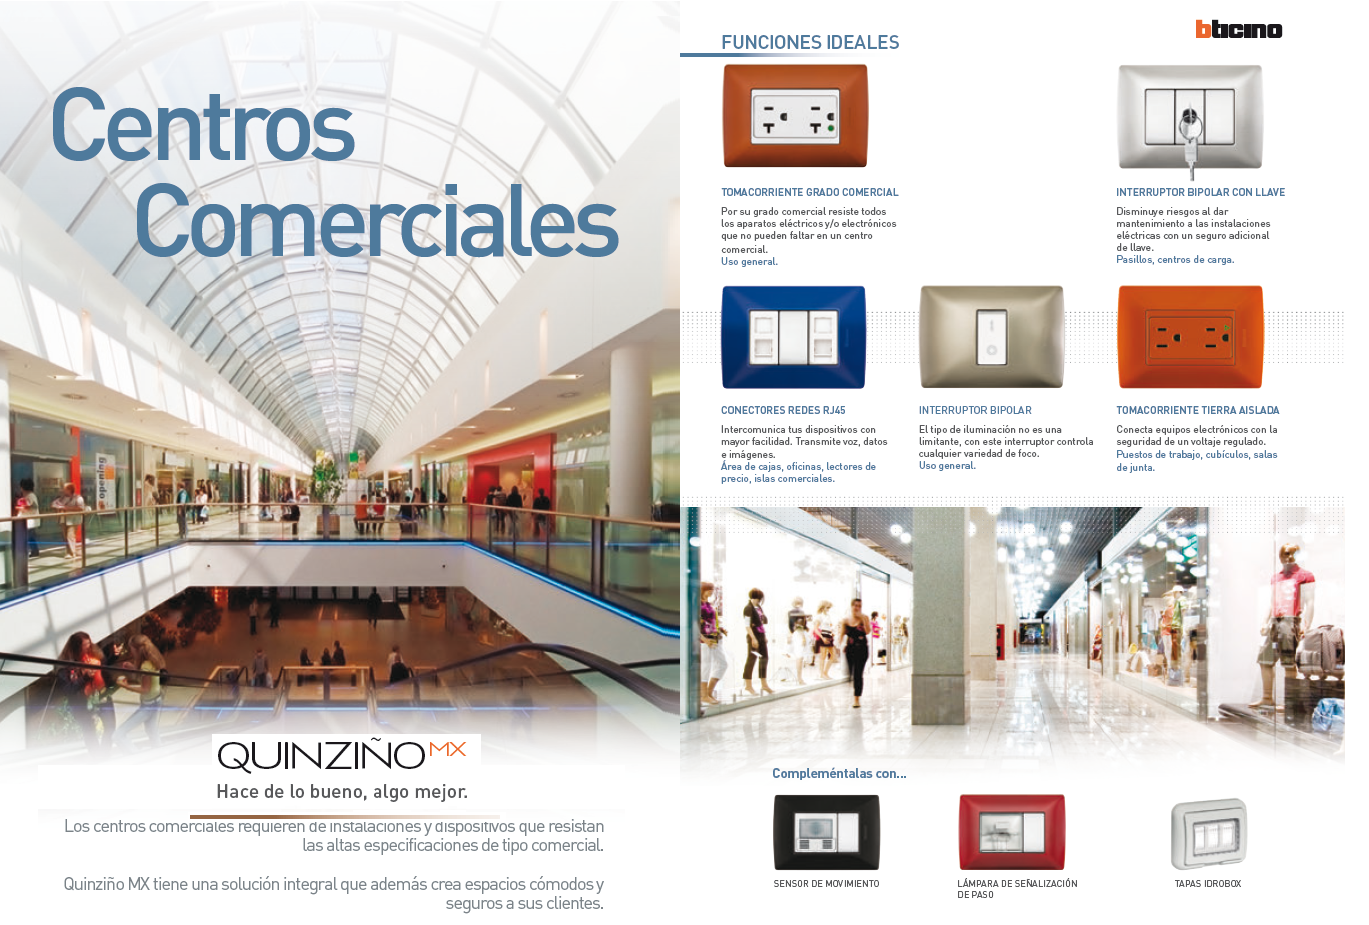 Centros
Comerciales
opening
QUINZIÑO MX
Hace de lo bueno, algo mejor.
Los centros comerciales requieren de instalaciones y dispositivos que resistan
las altas especificaciones de tipo comercial.
Quinziño MX tiene una solución integral que además crea espacios cómodos y
seguros a sus clientes.
bticino
FUNCIONES IDEALES
TOMACORRIENTE GRADO COMERCIAL
Por su grado comercial resiste todos
los aparatos eléctricos y/o electrónicos
que no pueden faltar en un centro
comercial.
Uso general.
INTERRUPTOR BIPOLAR CON LLAVE
Disminuye riesgos al dar
mantenimiento a las instalaciones
eléctricas con un seguro adicional
de llave.
Pasillos, centros de carga.
CONECTORES REDES RJ45
Intercomunica tus dispositivos con
mayor facilidad. Transmite voz, datos
e imágenes.
Área de cajas, oficinas, lectores de
precio, islas comerciales.
INTERRUPTOR BIPOLAR
El tipo de iluminación no es una
limitante, con este interruptor controla
cualquier variedad de foco.
Uso general.
TOMACORRIENTE TIERRA AISLADA
Conecta equipos electrónicos con la
seguridad de un voltaje regulado.
Puestos de trabajo, cubículos, salas
de junta.
Compleméntalas con...
SENSOR DE MOVIMIENTO
LÁMPARA DE SEÑALIZACIÓN
DE PASO
TAPAS IDROBOX